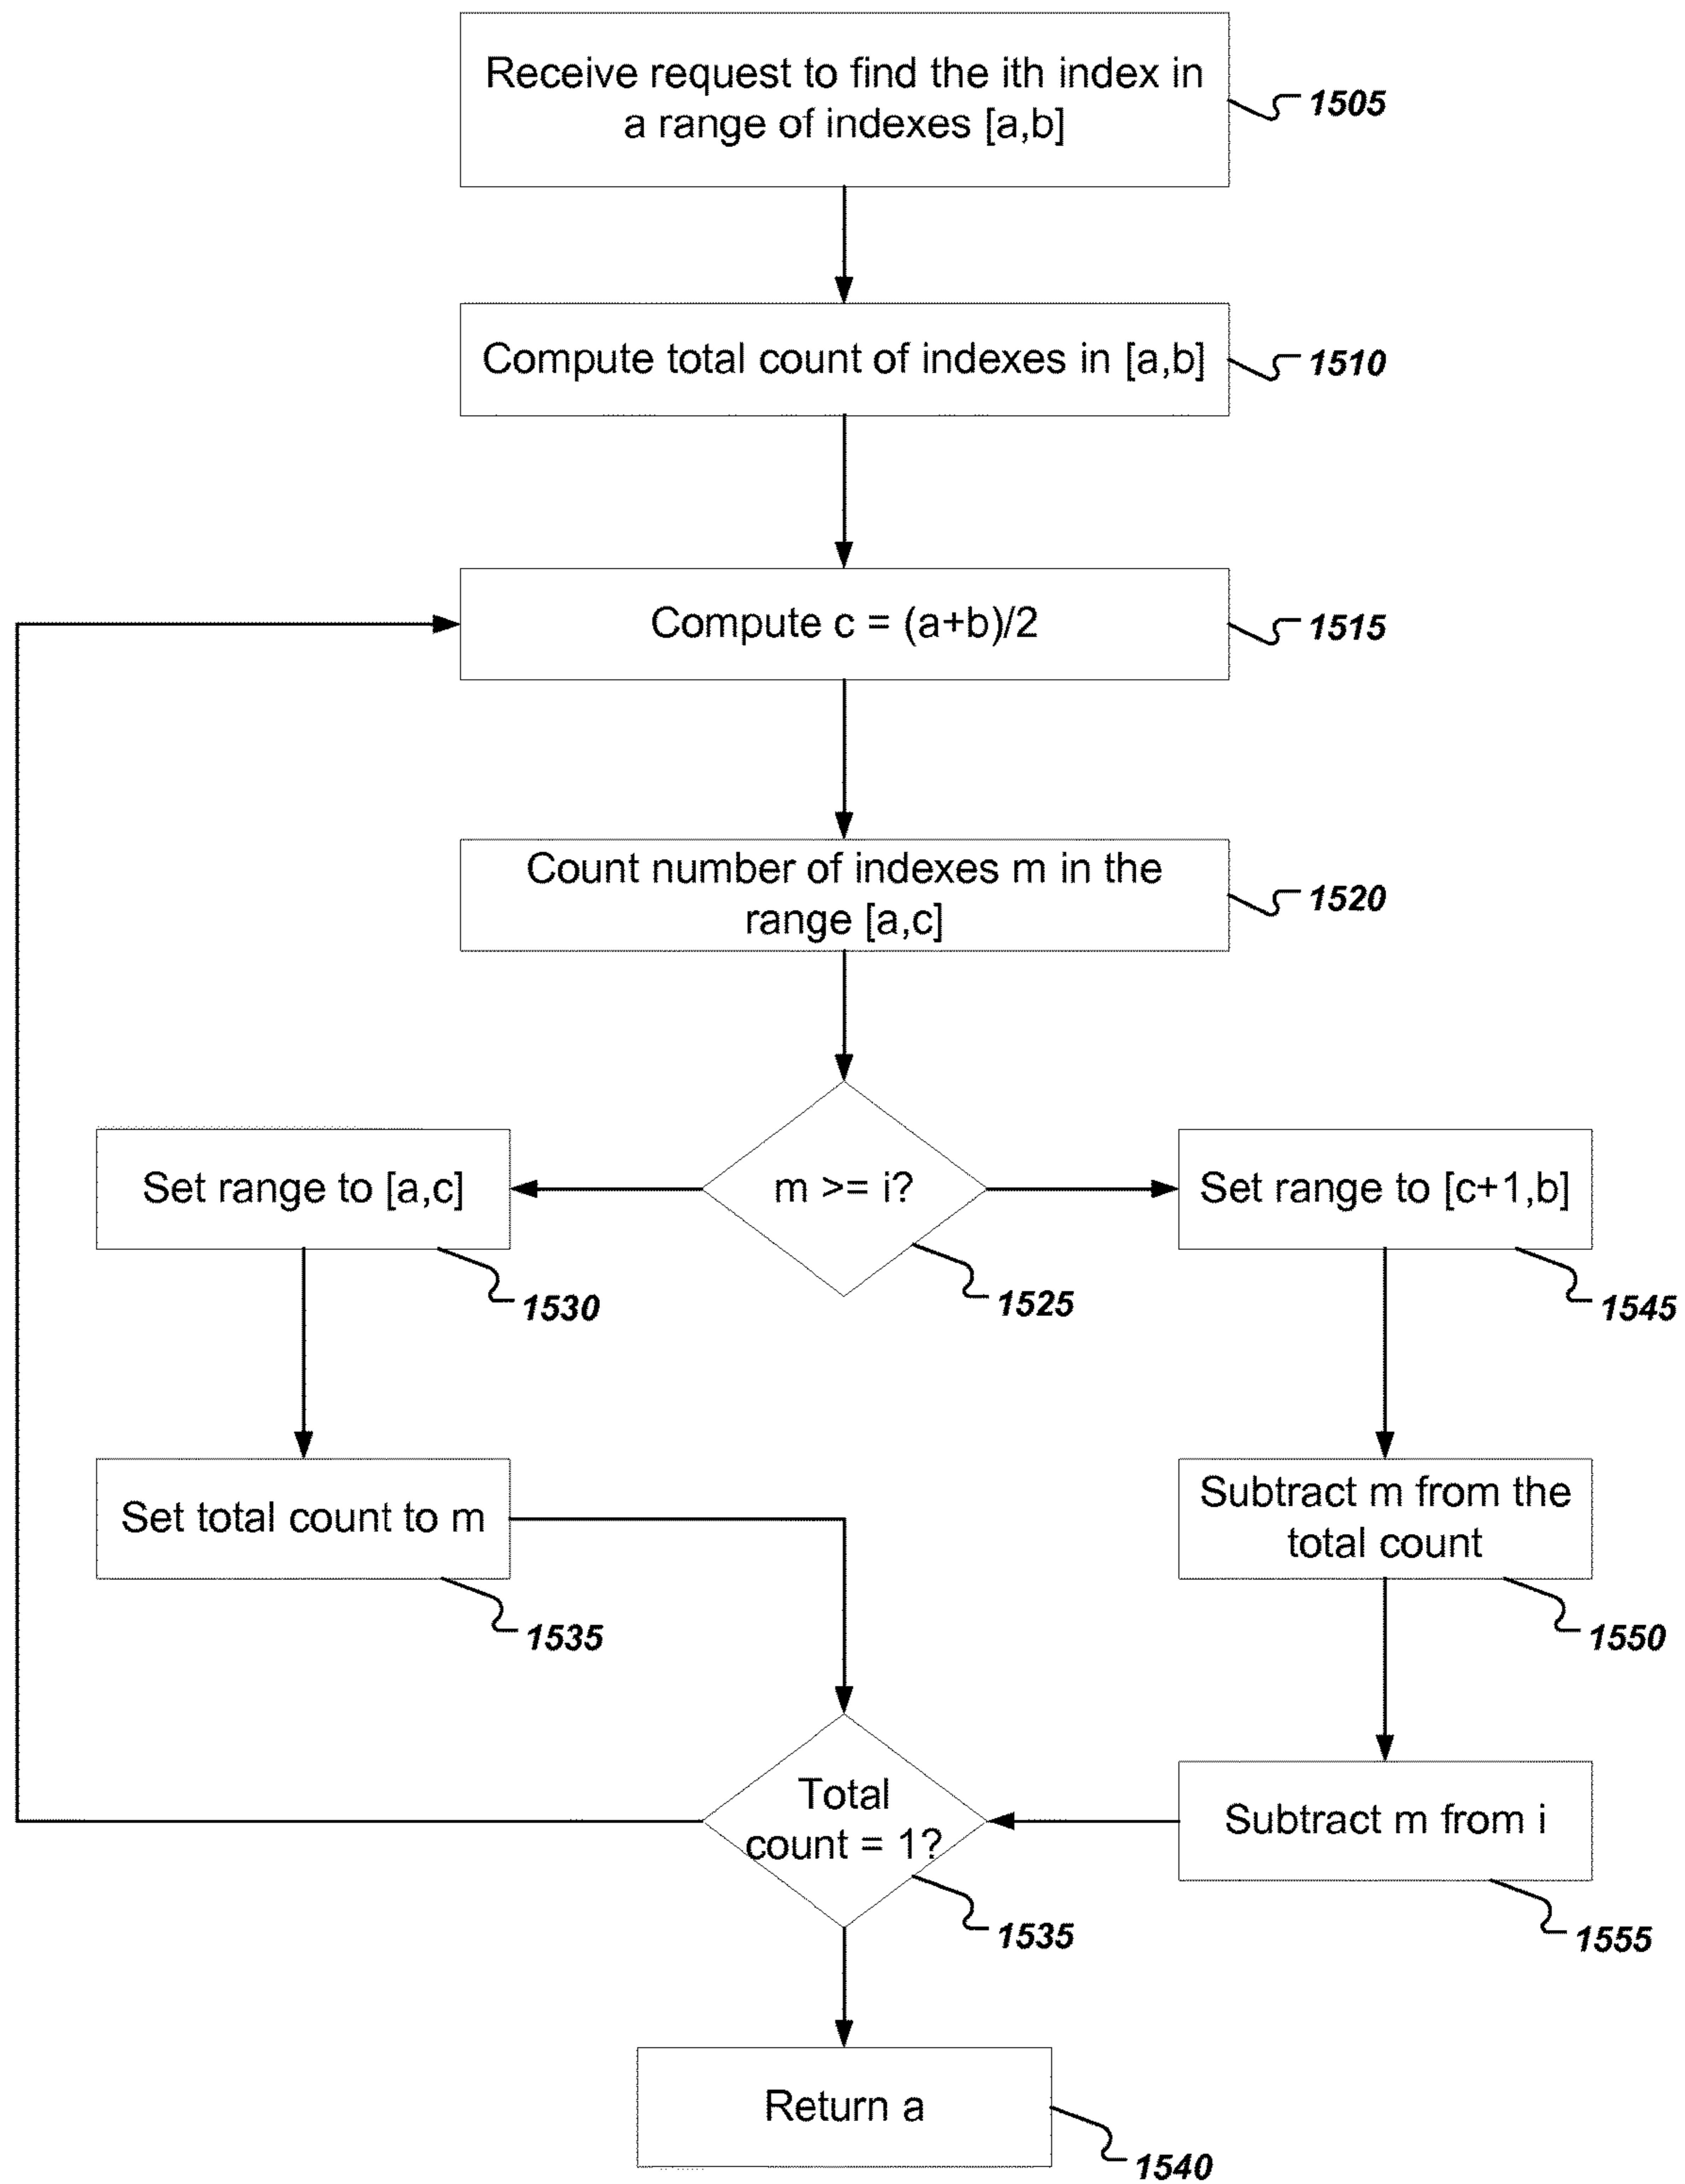 Receive request to find the ith index in
a range of indexes [a,b]
1505
Compute total count of indexes in [a,b]
1510
Compute c = (a+b)/2
1515
Count number of indexes m in the
range [a,c]
1520
m >= i?
1525
Set range to [a,c]
1530
Set range to [c+1,b]
1545
Set total count to m
1535
Subtract m from the
total count
1550
Total
count = 1?
1535
Subtract m from i
1555
Return a
1540